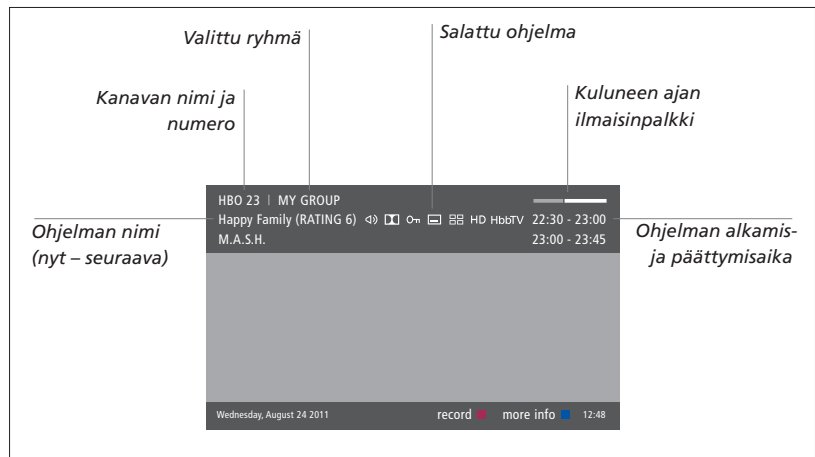 Valittu ryhmä
Salattu ohjelma
Kanavan nimi ja
numero
Kuluneen ajan
ilmaisinpalkki
HBO 23 | MY GROUP
Happy Family (RATING 6) HD HbbTV 22:30 - 23:00
M.A.S.H. 23:00 - 23:45
Ohjelman nimi
(nyt – seuraava)
Ohjelman alkamis-
ja päättymisaika
Wednesday, August 24 2011 record more info 12:48